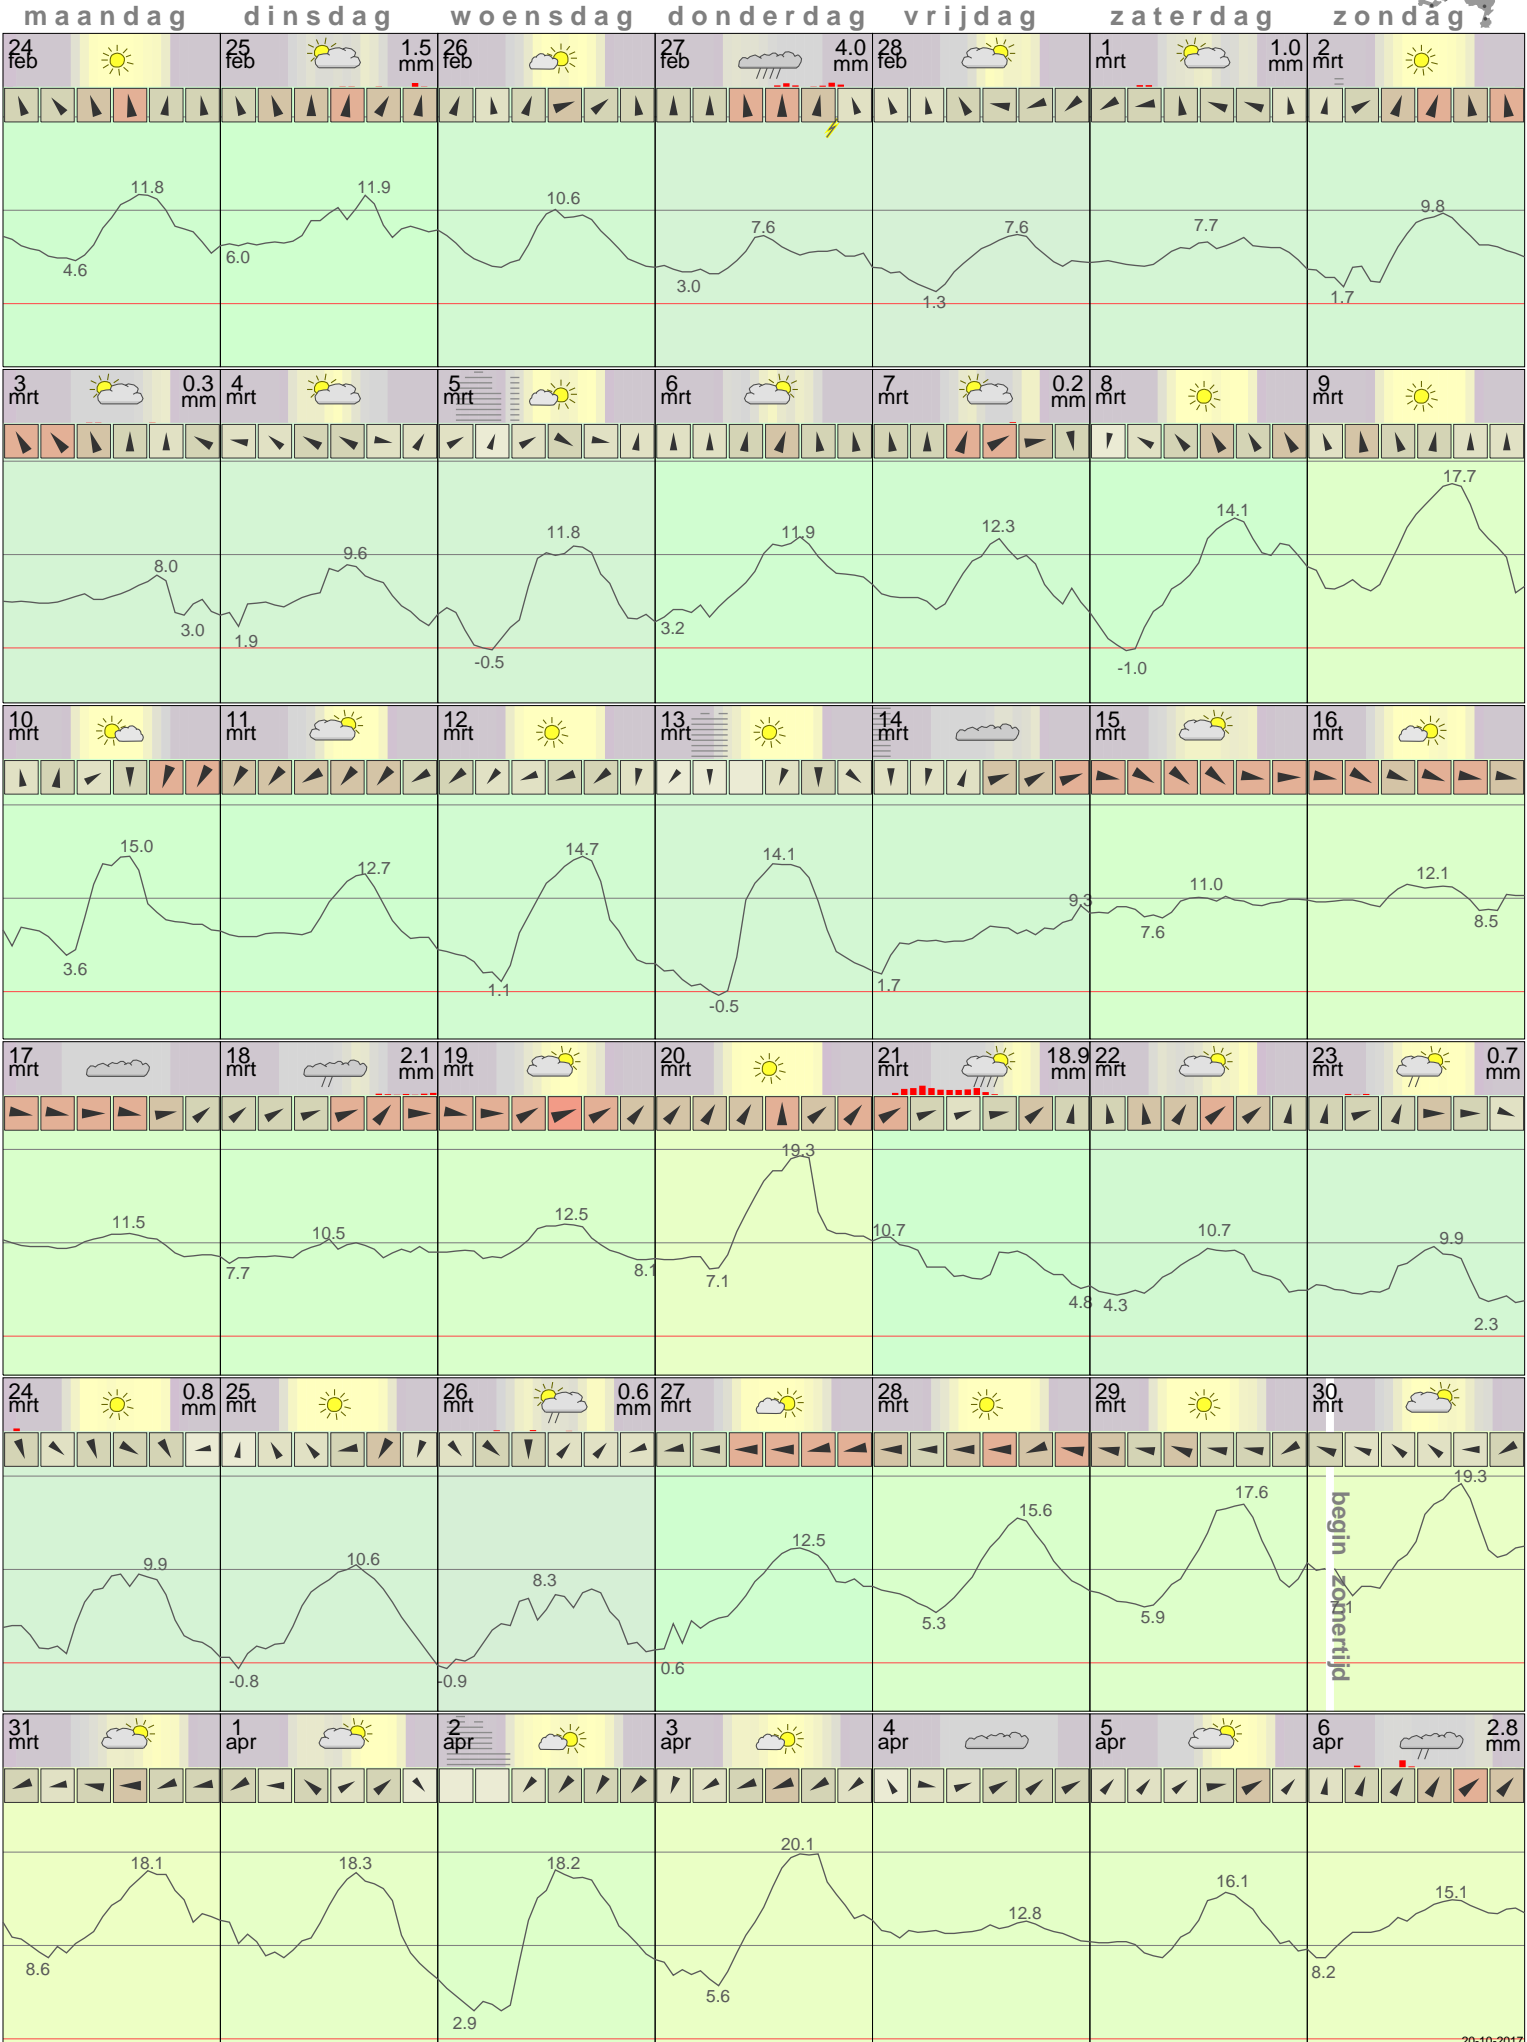 maandag dinsdag woensdag donderdag vrijdag zaterdag zondag
24 feb
25 feb 1.5 mm
26 feb
27 feb 4.0 mm
28 feb
1 mrt 1.0 mm
2 mrt
11.8 4.6
6.0 11.9
10.6
3.0 7.6
1.3 7.6
7.7
1.7 9.8
3 mrt 0.3 mm
4 mrt
5 mrt
6 mrt
7 mrt 0.2 mm
8 mrt
9 mrt
8.0 3.0
1.9 9.6
-0.5 11.8
3.2 11.9
12.3
-1.0 14.1
17.7
10 mrt
11 mrt
12 mrt
13 mrt
14 mrt
15 mrt
16 mrt
3.6 15.0
12.7
1.1 14.7
-0.5 14.1
1.7 9.3
7.6 11.0
12.1 8.5
17 mrt
18 mrt 2.1 mm
19 mrt
20 mrt
21 mrt 18.9 mm
22 mrt
23 mrt 0.7 mm
11.5
7.7 10.5
12.5 8.1
7.1 19.3
10.7 4.8
4.3 10.7
9.9 2.3
24 mrt 0.8 mm
25 mrt
26 mrt 0.6 mm
27 mrt
28 mrt
29 mrt
30 mrt
9.9
-0.8 10.6
-0.9 8.3
0.6 12.5
5.3 15.6
5.9 17.6
7.1 19.3
begin zomertijd
31 mrt
1 apr
2 apr
3 apr
4 apr
5 apr
6 apr 2.8 mm
8.6 18.1
18.3
2.9 18.2
5.6 20.1
12.8
16.1
8.2 15.1
20-10-2017